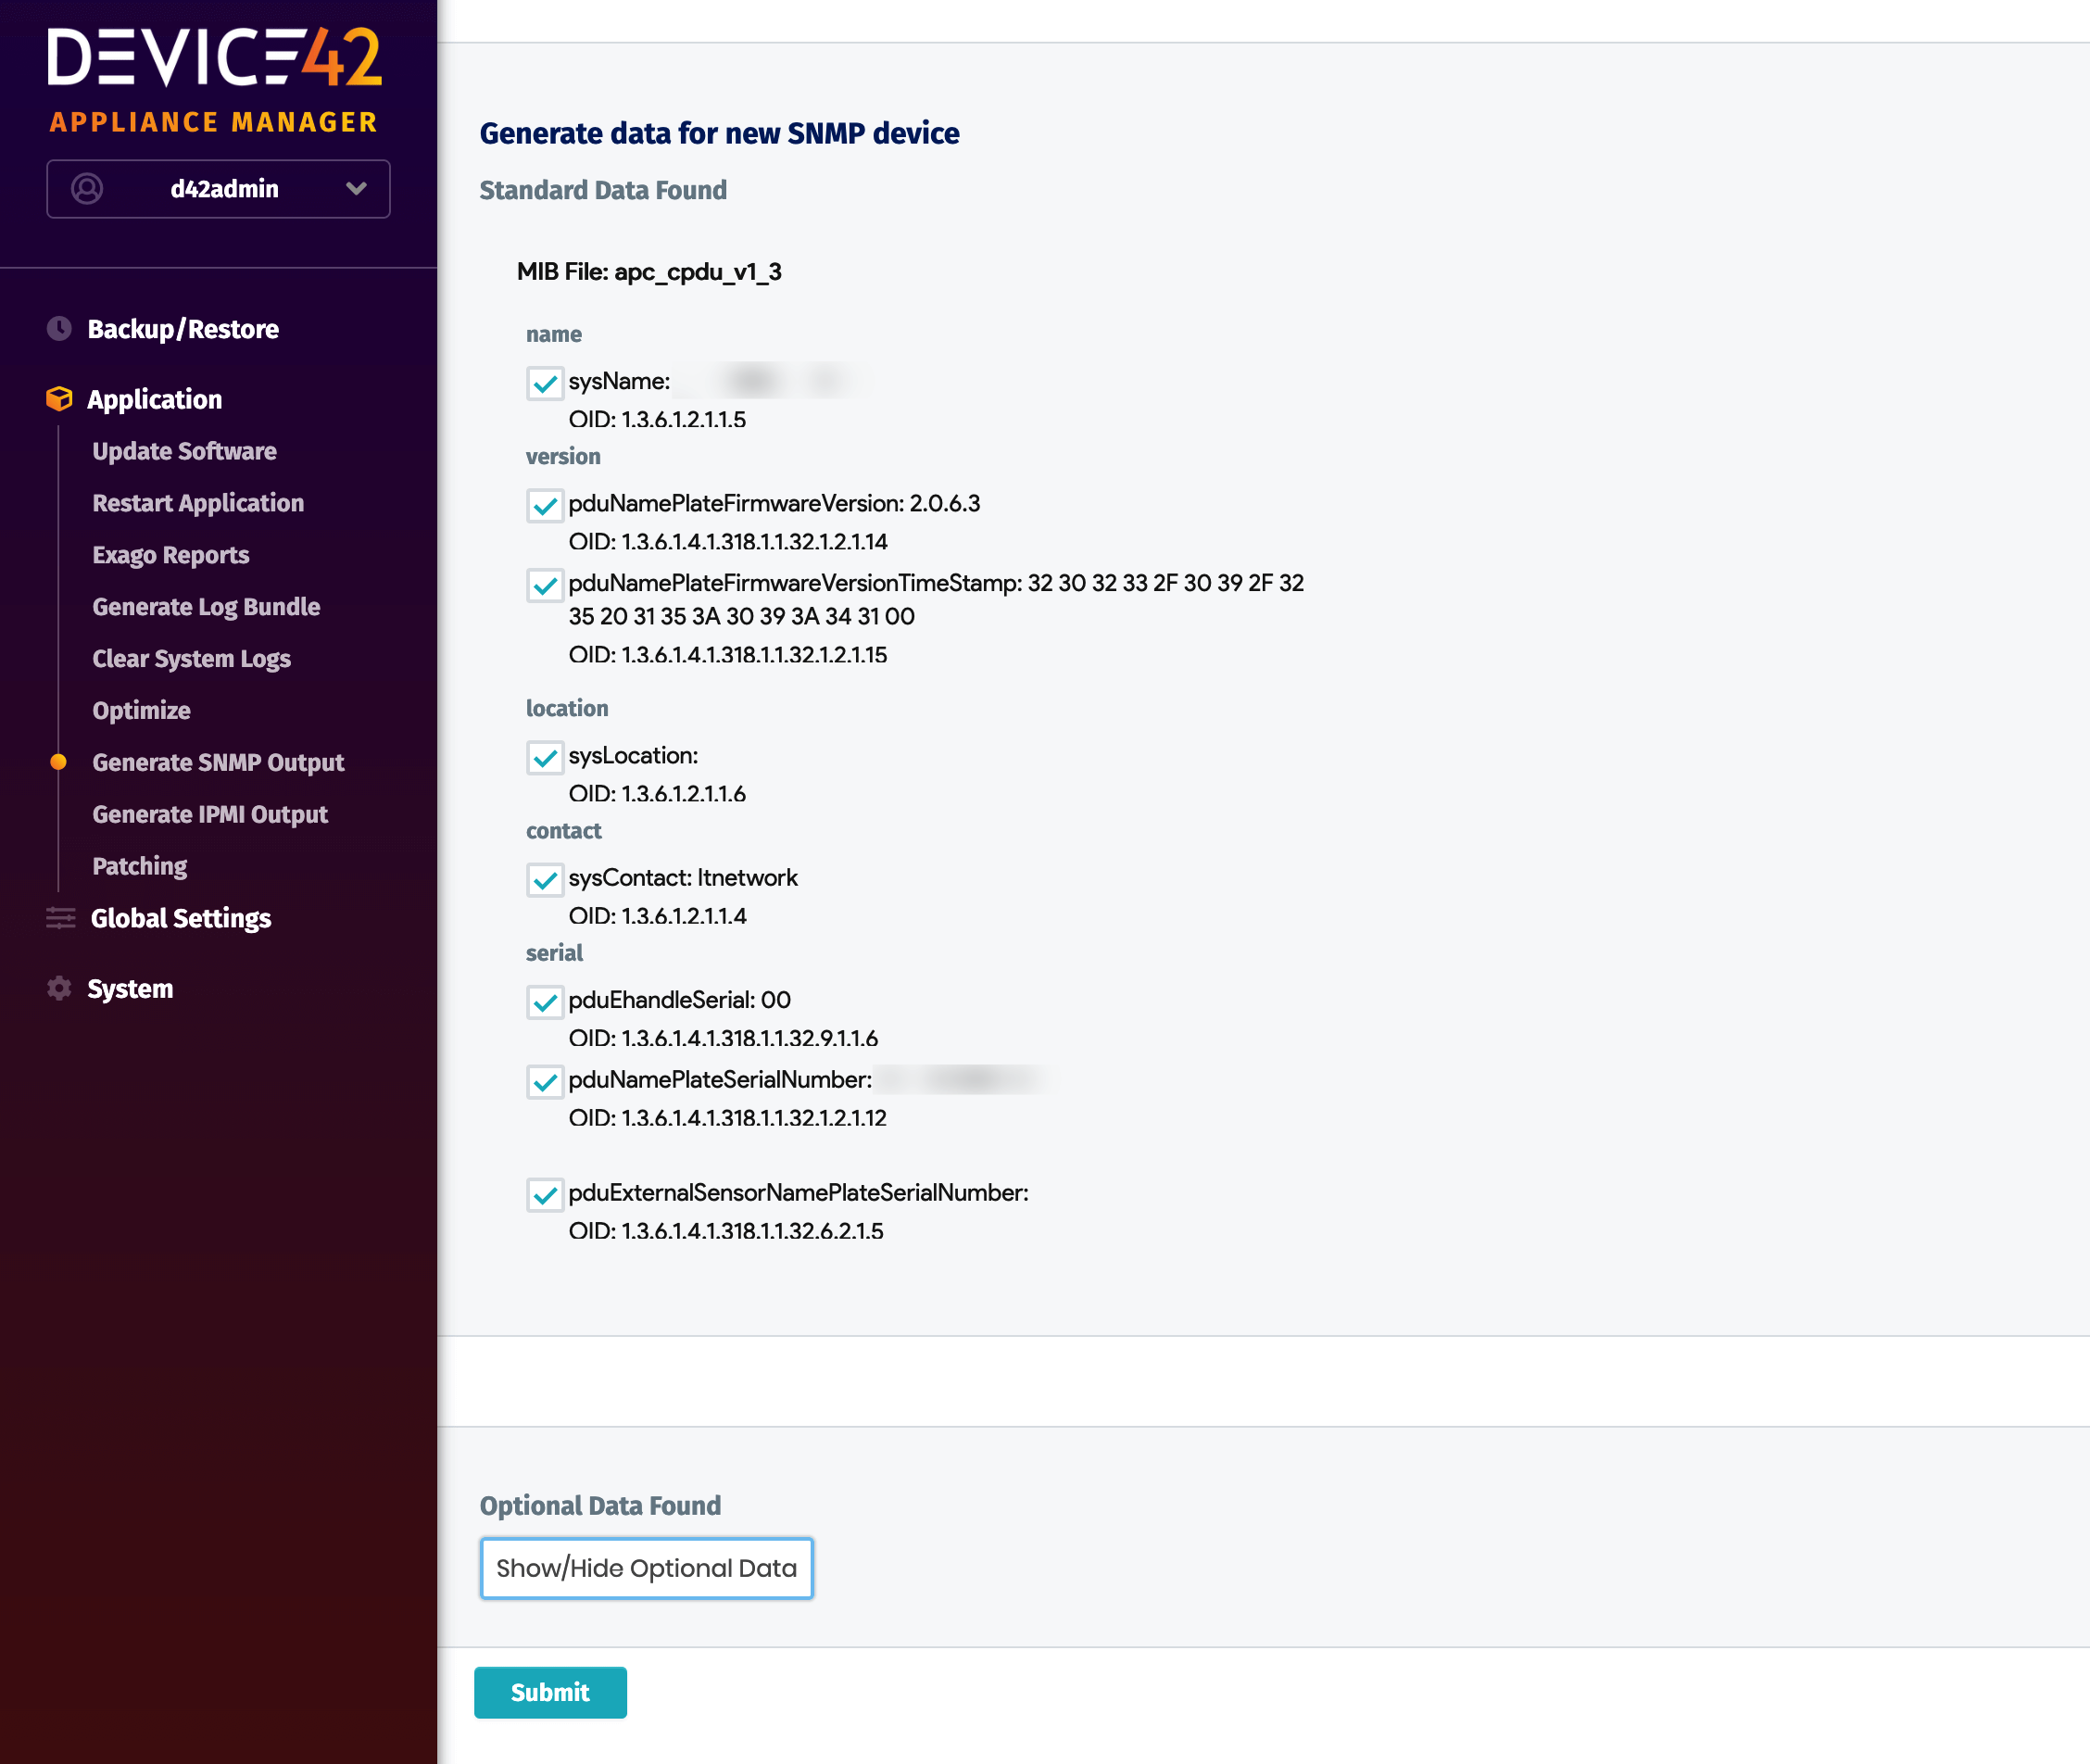 DEVICE42
APPLIANCE MANAGER
d42admin
Backup/Restore
Application
Update Software
Restart Application
Exago Reports
Generate Log Bundle
Clear System Logs
Optimize
Generate SNMP Output
Generate IPMI Output
Patching
Global Settings
System
Generate data for new SNMP device
Standard Data Found
MIB File: apc_cpdu_v1_3
name
sysName:
OID: 1.3.6.1.2.1.1.5
version
pduNamePlateFirmwareVersion: 2.0.6.3
OID: 1.3.6.1.4.1.318.1.1.32.1.2.1.14
pduNamePlateFirmwareVersionTimeStamp: 32 30 32 33 2F 30 39 2F 32
35 20 31 35 3A 30 39 3A 34 31 00
OID: 1.3.6.1.4.1.318.1.1.32.1.2.1.15
location
sysLocation:
OID: 1.3.6.1.2.1.1.6
contact
sysContact: Itnetwork
OID: 1.3.6.1.2.1.1.4
serial
pduEhandleSerial: 00
OID: 1.3.6.1.4.1.318.1.1.32.9.1.1.6
pduNamePlateSerialNumber:
OID: 1.3.6.1.4.1.318.1.1.32.1.2.1.12
pduExternalSensorNamePlateSerialNumber:
OID: 1.3.6.1.4.1.318.1.1.32.6.2.1.5
Optional Data Found
Show/Hide Optional Data
Submit